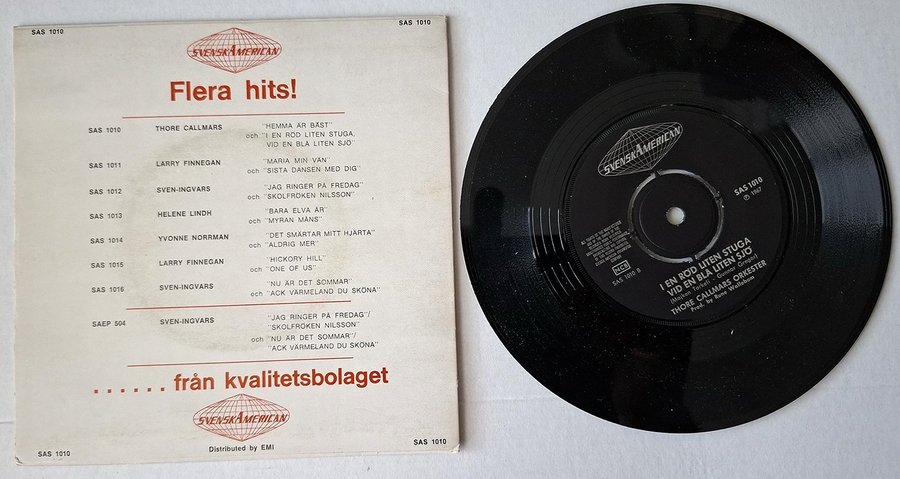 SAS 1010
SAS 1010
SVENSKAMERICAN
Flera hits!
SAS 1010 THORE CALLMARS "HEMMA ÄR BÄST"
och "I EN RÖD LITEN STUGA,
VID EN BLÅ LITEN SJÖ"
SAS 1011 LARRY FINNEGAN "MARIA MIN VÄN"
och "SISTA DANSEN MED DIG"
SAS 1012 SVEN-INGVARS "JAG RINGER PÅ FREDAG"
och "SKOLFRÖKEN NILSSON"
SAS 1013 HELENE LINDH "BARA ELVA ÅR"
och "MYRAN MÅNS"
SAS 1014 YVONNE NORRMAN "DET SMÄRTAR MITT HJÄRTA"
och "ALDRIG MER"
SAS 1015 LARRY FINNEGAN "HICKORY HILL"
och "ONE OF US"
SAS 1016 SVEN-INGVARS "NU ÄR DET SOMMAR"
och "ACK VÄRMELAND DU SKÖNA"
SAEP 504 SVEN-INGVARS "JAG RINGER PÅ FREDAG"/
"SKOLFRÖKEN NILSSON"
och "NU ÄR DET SOMMAR"/
"ACK VÄRMELAND DU SKÖNA"
...... från kvalitetsbolaget
SVENSKAMERICAN
Distributed by EMI
SAS 1010
SAS 1010
SVENSKAMERICAN
SAS 1010
℗ 1967
NCB
SAS 1010 B
I EN RÖD LITEN STUGA
VID EN BLÅ LITEN SJÖ
THORE CALLMARS ORKESTER
Prod. by Rune Wallebom